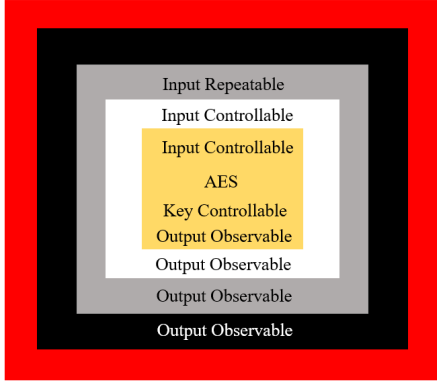 Input Repeatable
Input Controllable
Input Controllable
AES
Key Controllable
Output Observable
Output Observable
Output Observable
Output Observable